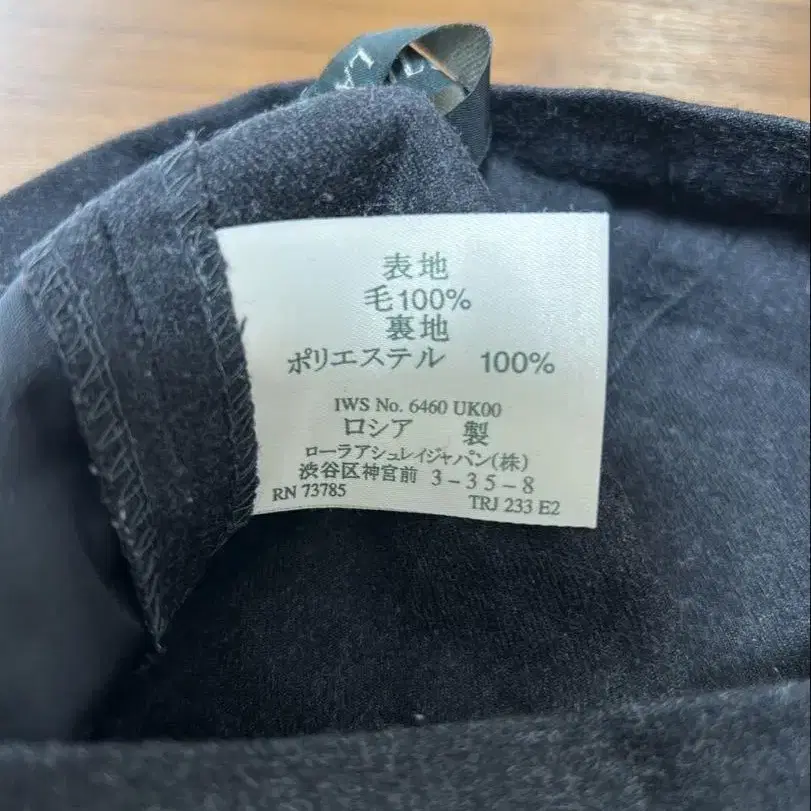 表地
毛100%
裏地
ポリエステル 100%
IWS No. 6460 UK00
ロシア 製
ローラアシュレイジャパン(株)
渋谷区神宮前 3-35-8
RN 73785
TRJ 233 E2